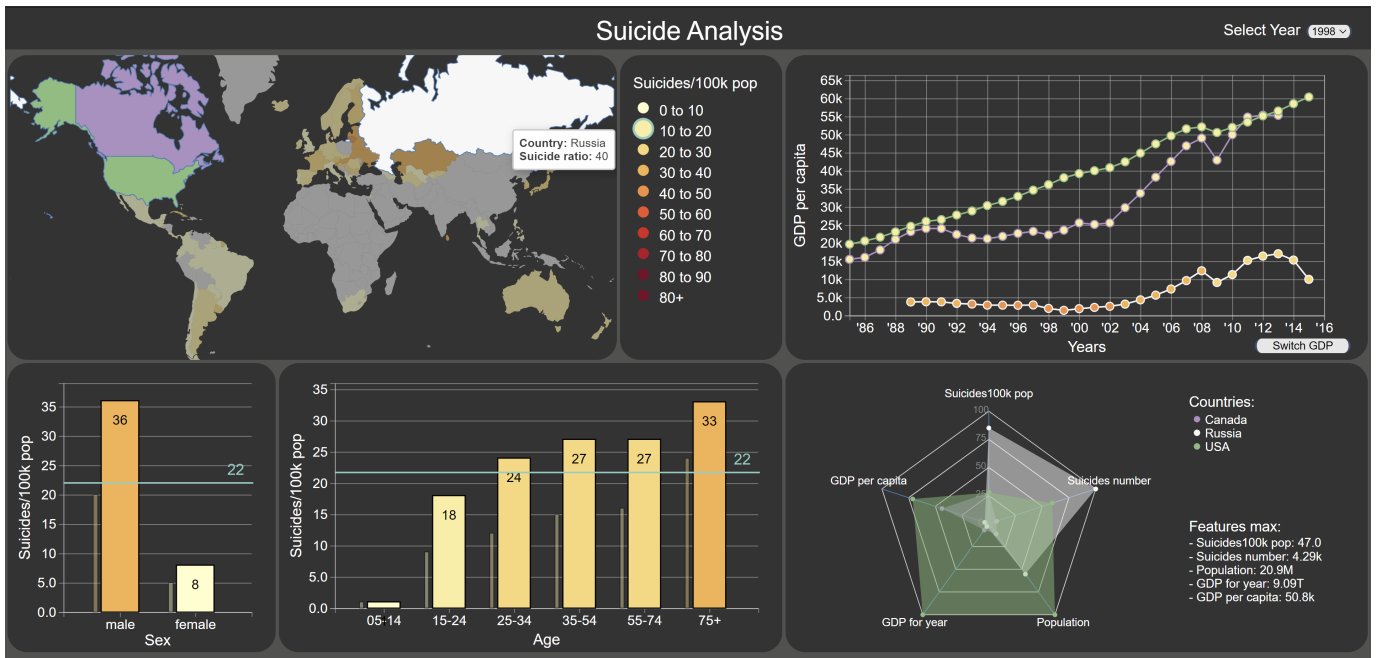 Suicide Analysis
Select Year 1998
Country: Russia
Suicide ratio: 40
Suicides/100k pop
0 to 10
10 to 20
20 to 30
30 to 40
40 to 50
50 to 60
60 to 70
70 to 80
80 to 90
80+
GDP per capita
65k
60k
55k
50k
45k
40k
35k
30k
25k
20k
15k
10k
5.0k
0.0
'86 '88 '90 '92 '94 '96 '98 '00 '02 '04 '06 '08 '10 '12 '14 '16
Years
Switch GDP
Suicides/100k pop
35
30
25
20
15
10
5.0
0.0
36
8
22
male female
Sex
Suicides/100k pop
35
30
25
20
15
10
5.0
0.0
18
24
27
27
33
22
05-14 15-24 25-34 35-54 55-74 75+
Age
Suicides100k pop
100
75
50
25
GDP per capita
Suicides number
GDP for year
Population
Countries:
Canada
Russia
USA
Features max:
- Suicides100k pop: 47.0
- Suicides number: 4.29k
- Population: 20.9M
- GDP for year: 9.09T
- GDP per capita: 50.8k